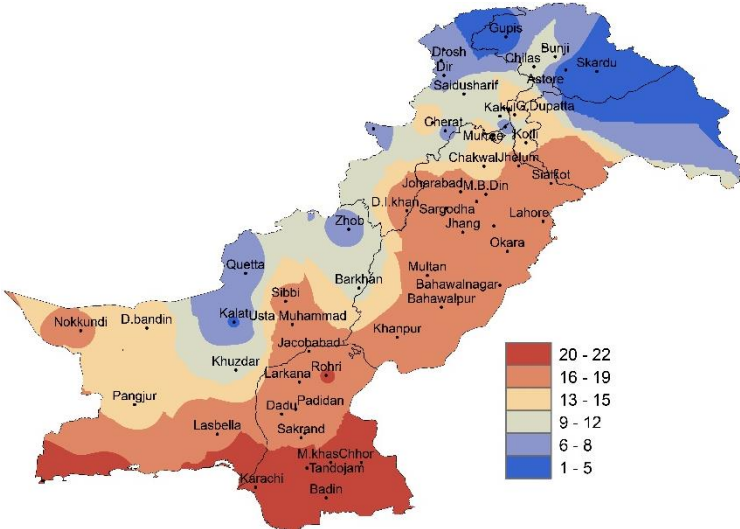 Gupis
Drosh
Bunji
Chilas
Skardu
Dir
Astore
Saidusharif
Kakul
G.Dupatta
Cherat
Murree
Kotli
Chakwal
Jhelum
Sialkot
Joharabad
M.B.Din
D.I.khan
Sargodha
Lahore
Zhob
Jhang
Okara
Quetta
Multan
Barkhan
Bahawalnagar
Sibbi
Bahawalpur
Kalat
Usta Muhammad
Nokkundi
D.bandin
Khanpur
Jacobabad
Khuzdar
Rohri
Larkana
Pangjur
Dadu
Padidan
Lasbella
Sakrand
M.khas
Chhor
Tandojam
Karachi
Badin
20 - 22
16 - 19
13 - 15
9 - 12
6 - 8
1 - 5